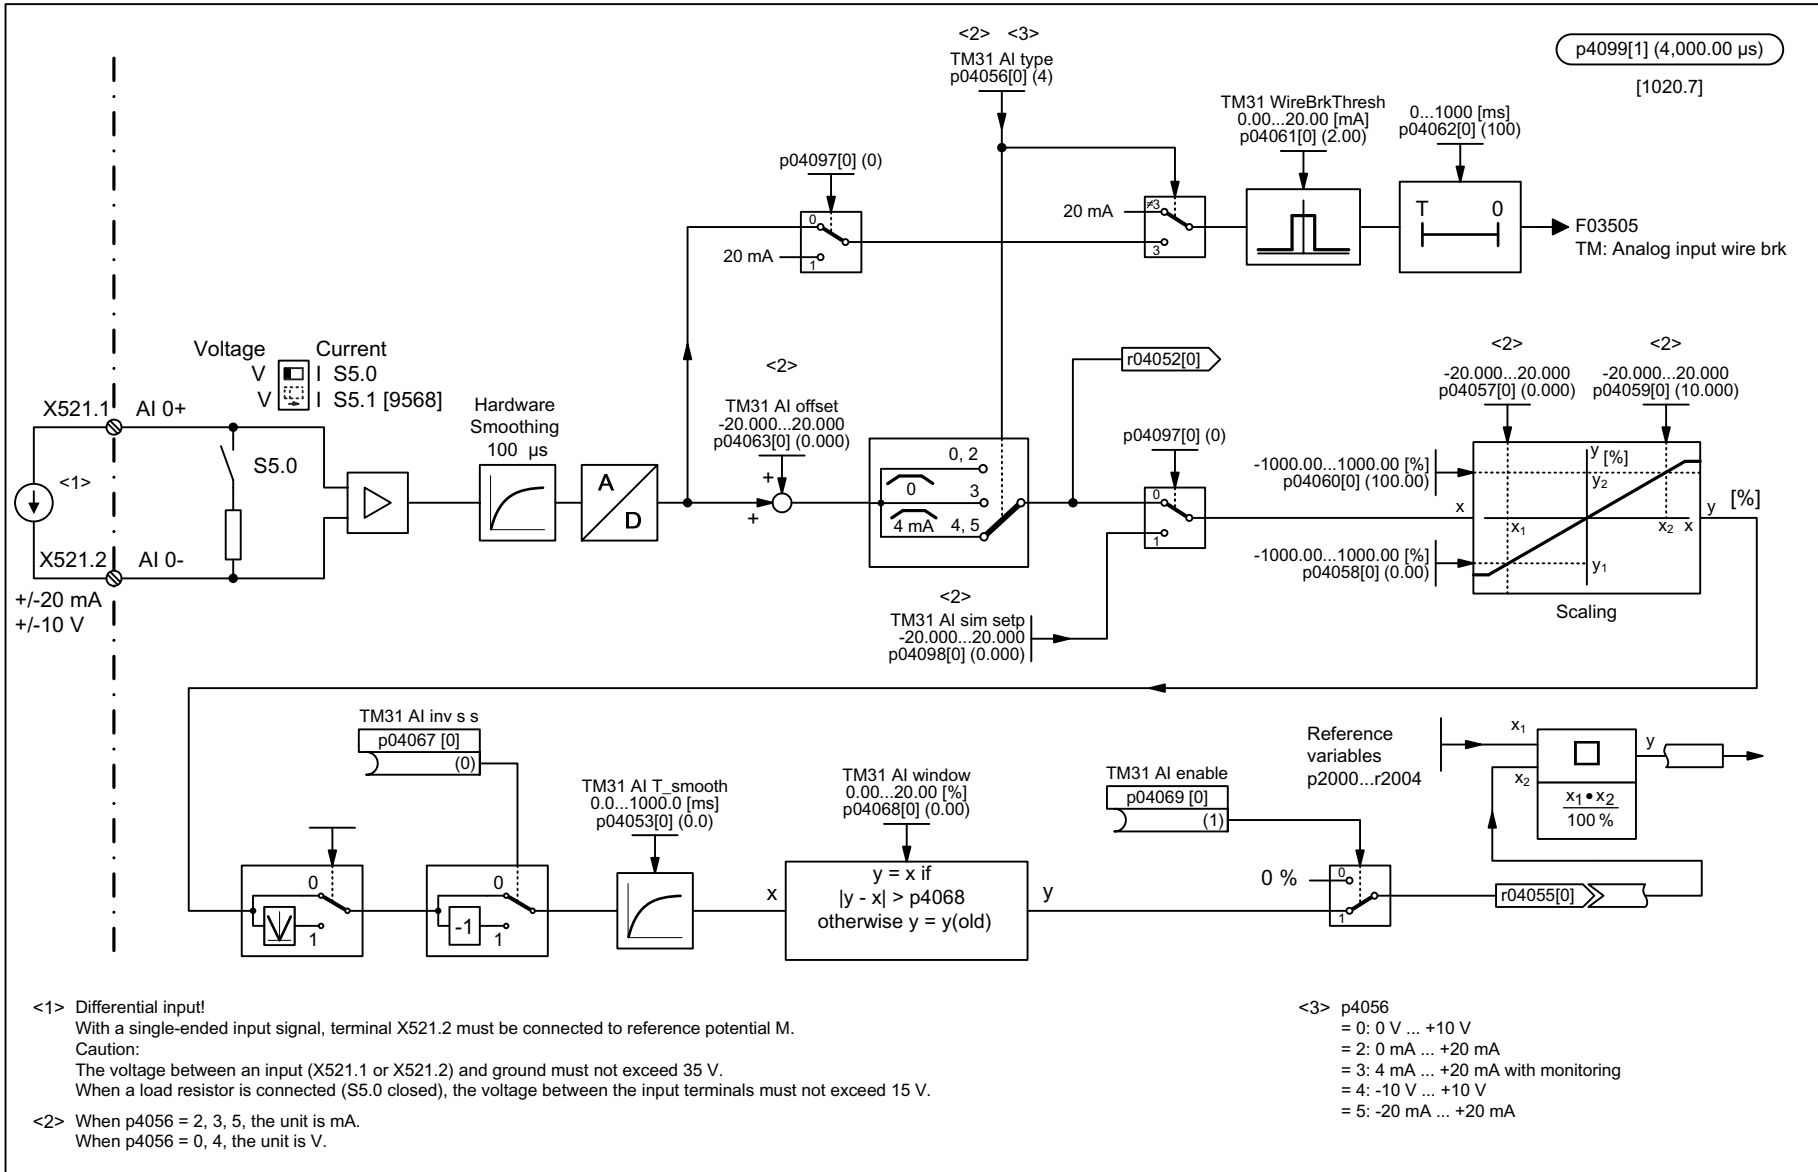 <2> <3>
TM31 AI type
p04056[0] (4)
p4099[1] (4,000.00 µs)
[1020.7]
TM31 WireBrkThresh
0.00...20.00 [mA]
p04061[0] (2.00)
0...1000 [ms]
p04062[0] (100)
p04097[0] (0)
0
20 mA
1
20 mA
≠3
3
T 0
F03505
TM: Analog input wire brk
Voltage Current
V I S5.0
V I S5.1 [9568]
X521.1 AI 0+
<1>
S5.0
X521.2 AI 0-
+/-20 mA
+/-10 V
Hardware
Smoothing
100 µs
A
D
<2>
TM31 AI offset
-20.000...20.000
p04063[0] (0.000)
+
+
0, 2
0
3
4 mA
4, 5
r04052[0]
p04097[0] (0)
0
1
<2>
TM31 AI sim setp
-20.000...20.000
p04098[0] (0.000)
<2>
-20.000...20.000
p04057[0] (0.000)
<2>
-20.000...20.000
p04059[0] (10.000)
-1000.00...1000.00 [%]
p04060[0] (100.00)
-1000.00...1000.00 [%]
p04058[0] (0.00)
x
y [%]
y2
x1
x2 x
y1
y [%]
Scaling
TM31 AI inv s s
p04067 [0]
(0)
0
1
0
-1
1
TM31 AI T_smooth
0.0...1000.0 [ms]
p04053[0] (0.0)
TM31 AI window
0.00...20.00 [%]
p04068[0] (0.00)
x
y = x if
|y - x| > p4068
otherwise y = y(old)
y
TM31 AI enable
p04069 [0]
(1)
0 %
0
1
r04055[0]
Reference
variables
p2000...r2004
x1
x2
x1•x2
100 %
y
<1> Differential input!
With a single-ended input signal, terminal X521.2 must be connected to reference potential M.
Caution:
The voltage between an input (X521.1 or X521.2) and ground must not exceed 35 V.
When a load resistor is connected (S5.0 closed), the voltage between the input terminals must not exceed 15 V.
<2> When p4056 = 2, 3, 5, the unit is mA.
When p4056 = 0, 4, the unit is V.
<3> p4056
= 0: 0 V ... +10 V
= 2: 0 mA ... +20 mA
= 3: 4 mA ... +20 mA with monitoring
= 4: -10 V ... +10 V
= 5: -20 mA ... +20 mA